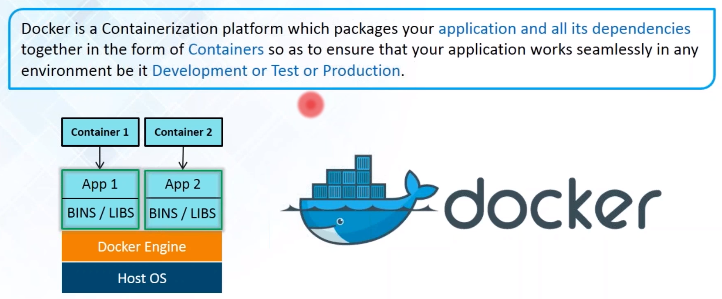 Docker is a Containerization platform which packages your application and all its dependencies
together in the form of Containers so as to ensure that your application works seamlessly in any
environment be it Development or Test or Production.
Container 1 Container 2
App 1 App 2
BINS / LIBS BINS / LIBS
Docker Engine
Host OS
docker